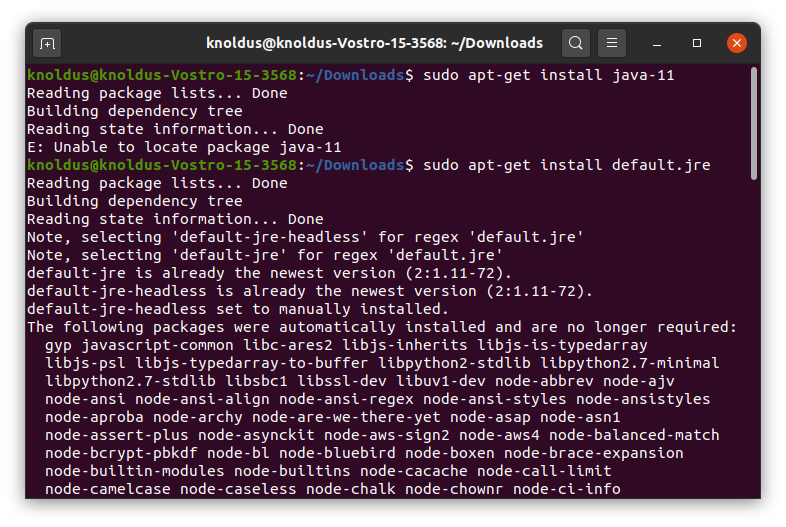 knoldus@knoldus-Vostro-15-3568: ~/Downloads
knoldus@knoldus-Vostro-15-3568:~/Downloads$ sudo apt-get install java-11
Reading package lists... Done
Building dependency tree
Reading state information... Done
E: Unable to locate package java-11
knoldus@knoldus-Vostro-15-3568:~/Downloads$ sudo apt-get install default.jre
Reading package lists... Done
Building dependency tree
Reading state information... Done
Note, selecting 'default-jre-headless' for regex 'default.jre'
Note, selecting 'default-jre' for regex 'default.jre'
default-jre is already the newest version (2:1.11-72).
default-jre-headless is already the newest version (2:1.11-72).
default-jre-headless set to manually installed.
The following packages were automatically installed and are no longer required:
  gyp javascript-common libc-ares2 libjs-inherits libjs-is-typedarray
  libjs-psl libjs-typedarray-to-buffer libpython2-stdlib libpython2.7-minimal
  libpython2.7-stdlib libsbc1 libssl-dev libuv1-dev node-abbrev node-ajv
  node-ansi node-ansi-align node-ansi-regex node-ansi-styles node-ansistyles
  node-aproba node-archy node-are-we-there-yet node-asap node-asn1
  node-assert-plus node-asynckit node-aws-sign2 node-aws4 node-balanced-match
  node-bcrypt-pbkdf node-bl node-bluebird node-boxen node-brace-expansion
  node-builtin-modules node-builtins node-cacache node-call-limit
  node-camelcase node-caseless node-chalk node-chownr node-ci-info